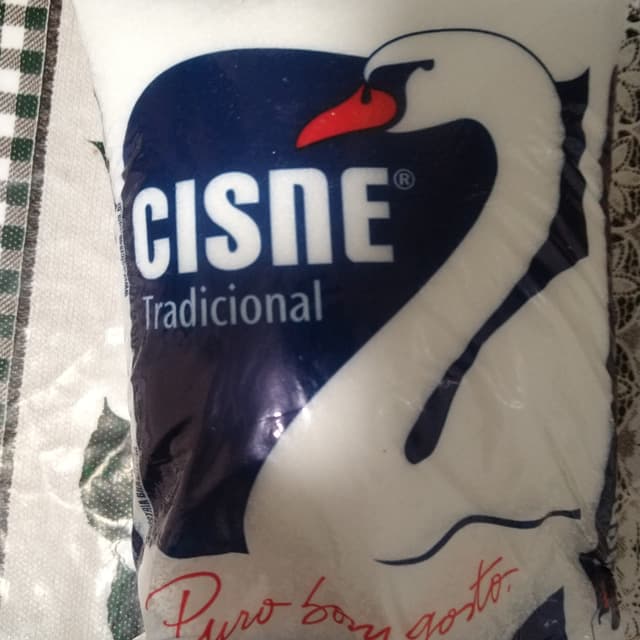 CISNE®
Tradicional
Puro bom gosto.